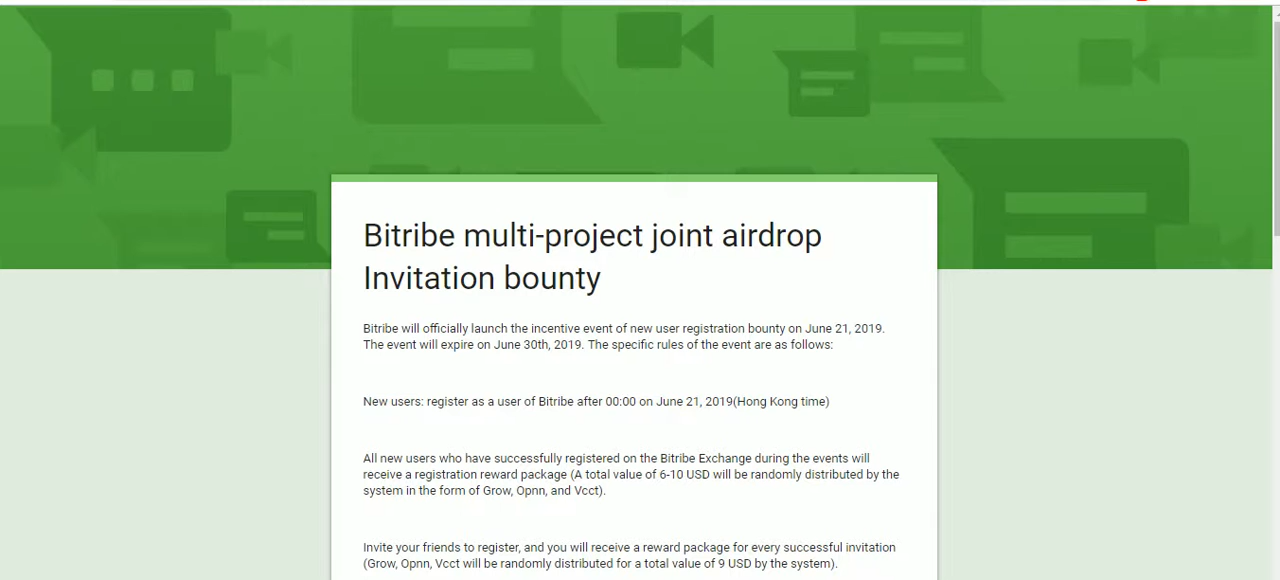 Bitribe multi-project joint airdrop
Invitation bounty
Bitribe will officially launch the incentive event of new user registration bounty on June 21, 2019.
The event will expire on June 30th, 2019. The specific rules of the event are as follows:
New users: register as a user of Bitribe after 00:00 on June 21, 2019(Hong Kong time)
All new users who have successfully registered on the Bitribe Exchange during the events will
receive a registration reward package (A total value of 6-10 USD will be randomly distributed by the
system in the form of Grow, Opnn, and Vcct).
Invite your friends to register, and you will receive a reward package for every successful invitation
(Grow, Opnn, Vcct will be randomly distributed for a total value of 9 USD by the system).